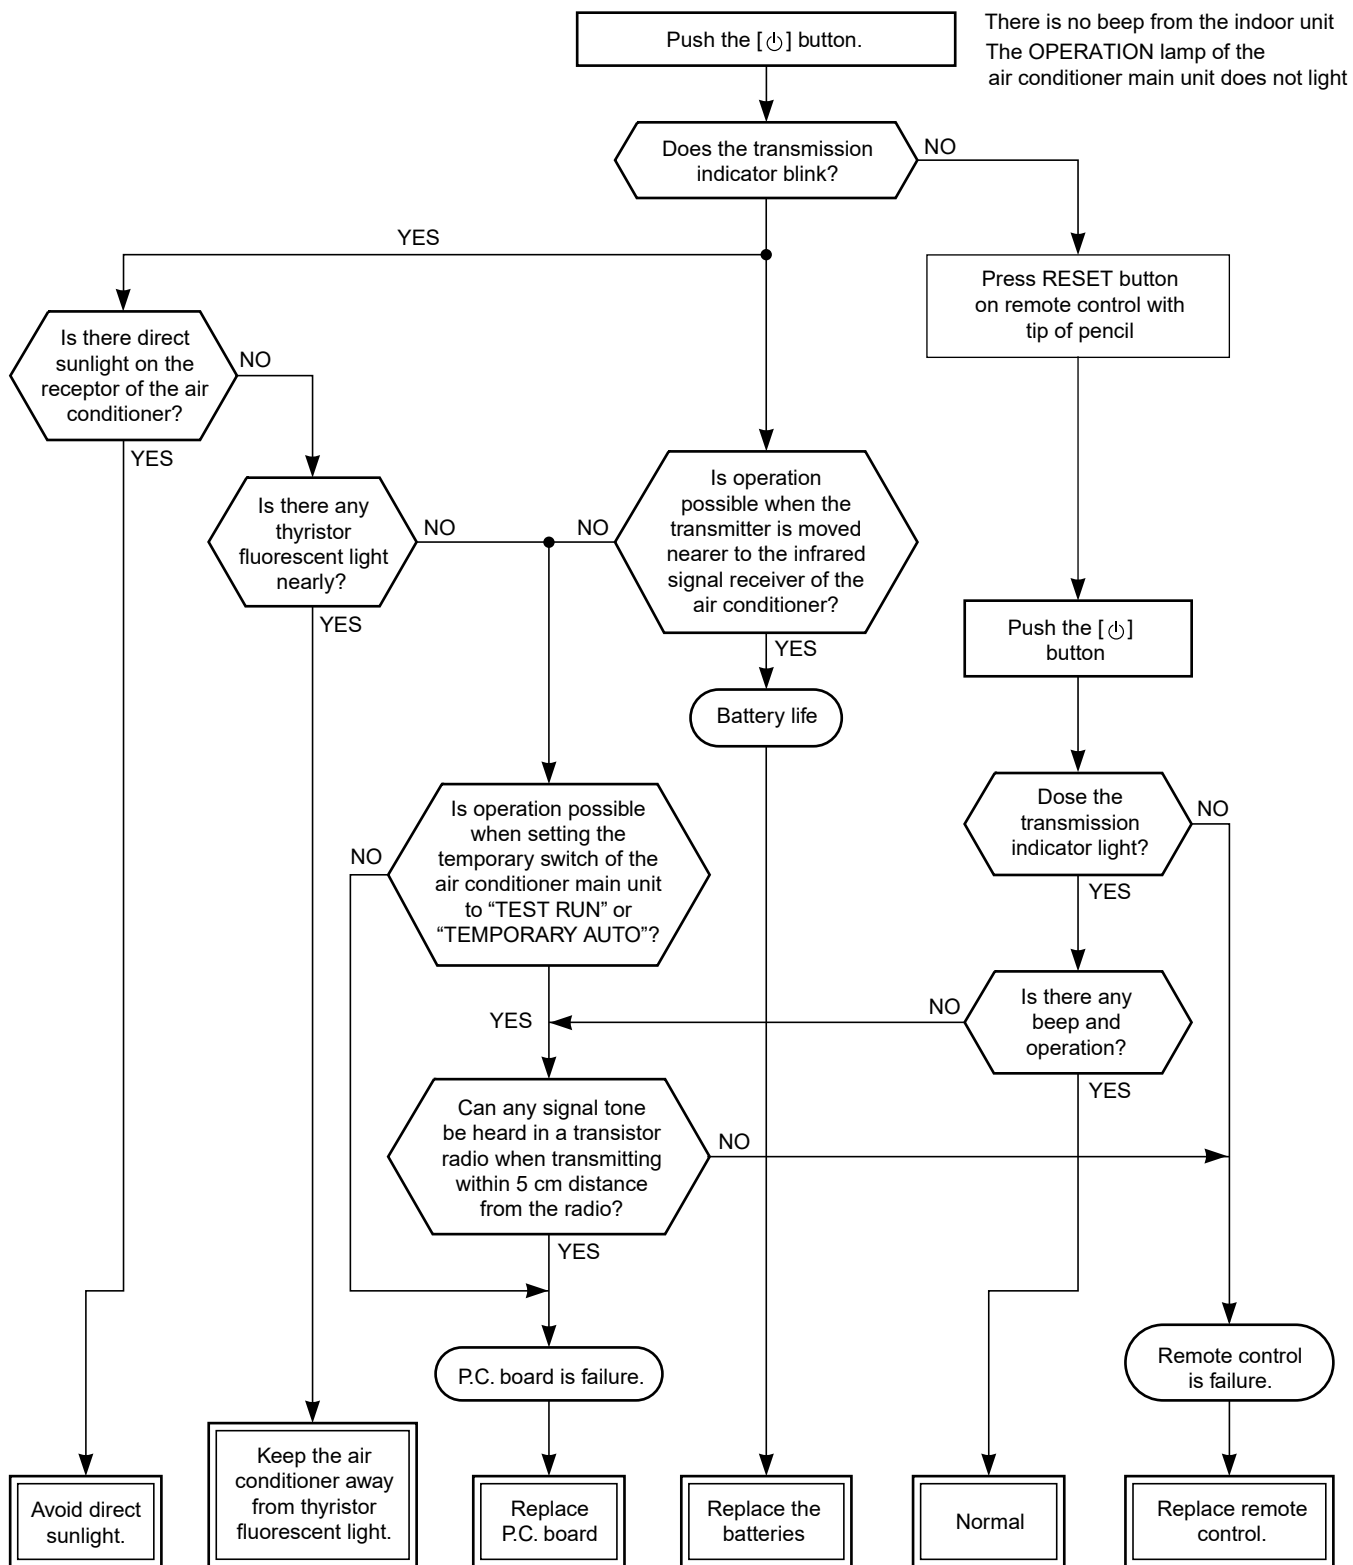 Push the [⏻] button.
There is no beep from the indoor unit
The OPERATION lamp of the
air conditioner main unit does not light
Does the transmission
indicator blink?
NO
YES
Press RESET button
on remote control with
tip of pencil
Is there direct
sunlight on the
receptor of the air
conditioner?
NO
YES
Is there any
thyristor
fluorescent light
nearly?
NO
YES
Is operation
possible when the
transmitter is moved
nearer to the infrared
signal receiver of the
air conditioner?
NO
YES
Push the [⏻]
button
Battery life
Is operation possible
when setting the
temporary switch of the
air conditioner main unit
to “TEST RUN” or
“TEMPORARY AUTO”?
NO
YES
Dose the
transmission
indicator light?
NO
YES
Is there any
beep and
operation?
NO
YES
Can any signal tone
be heard in a transistor
radio when transmitting
within 5 cm distance
from the radio?
NO
YES
P.C. board is failure.
Remote control
is failure.
Avoid direct
sunlight.
Keep the air
conditioner away
from thyristor
fluorescent light.
Replace
P.C. board
Replace the
batteries
Normal
Replace remote
control.